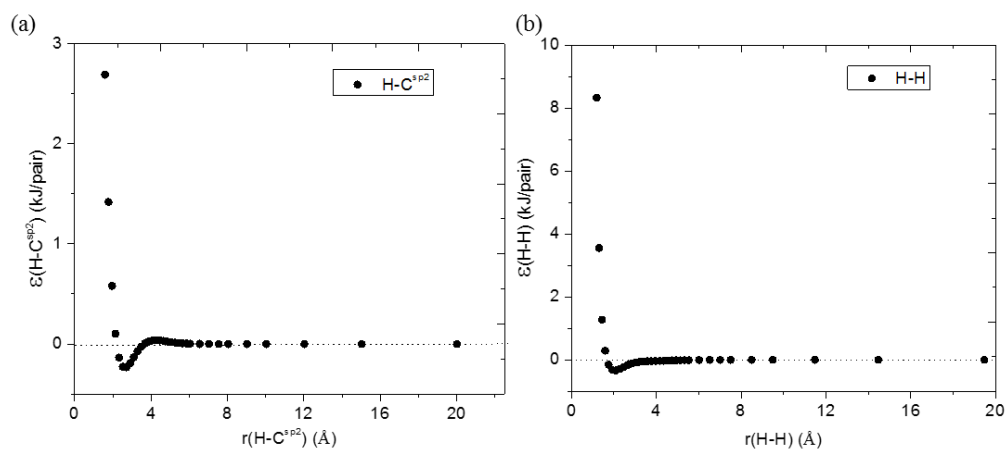 (a)
3
2
1
0
0
4
8
12
16
20
ε(H-C^sp2) (kJ/pair)
r(H-C^sp2) (Å)
H-C^sp2
(b)
10
8
6
4
2
0
0
4
8
12
16
20
ε(H-H) (kJ/pair)
r(H-H) (Å)
H-H